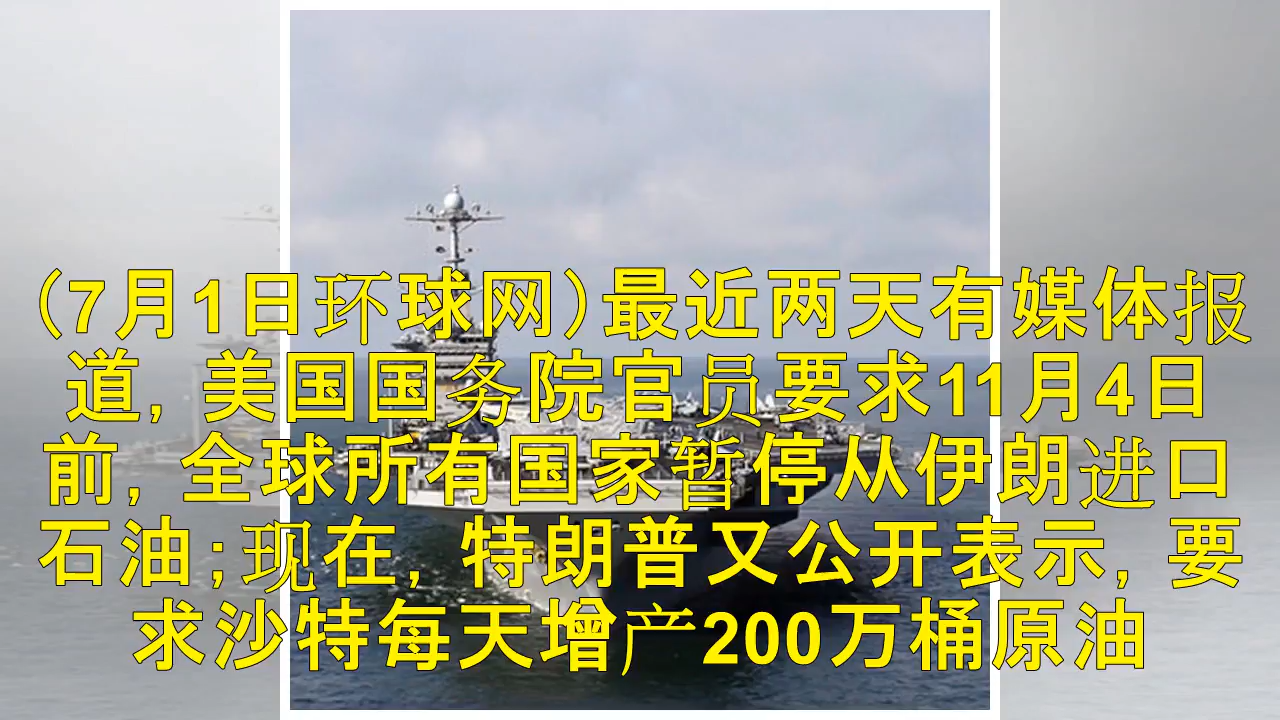 (7月1日环球网)最近两天有媒体报
道, 美国国务院官员要求11月4日
前, 全球所有国家暂停从伊朗进口
石油;现在, 特朗普又公开表示, 要
求沙特每天增产200万桶原油